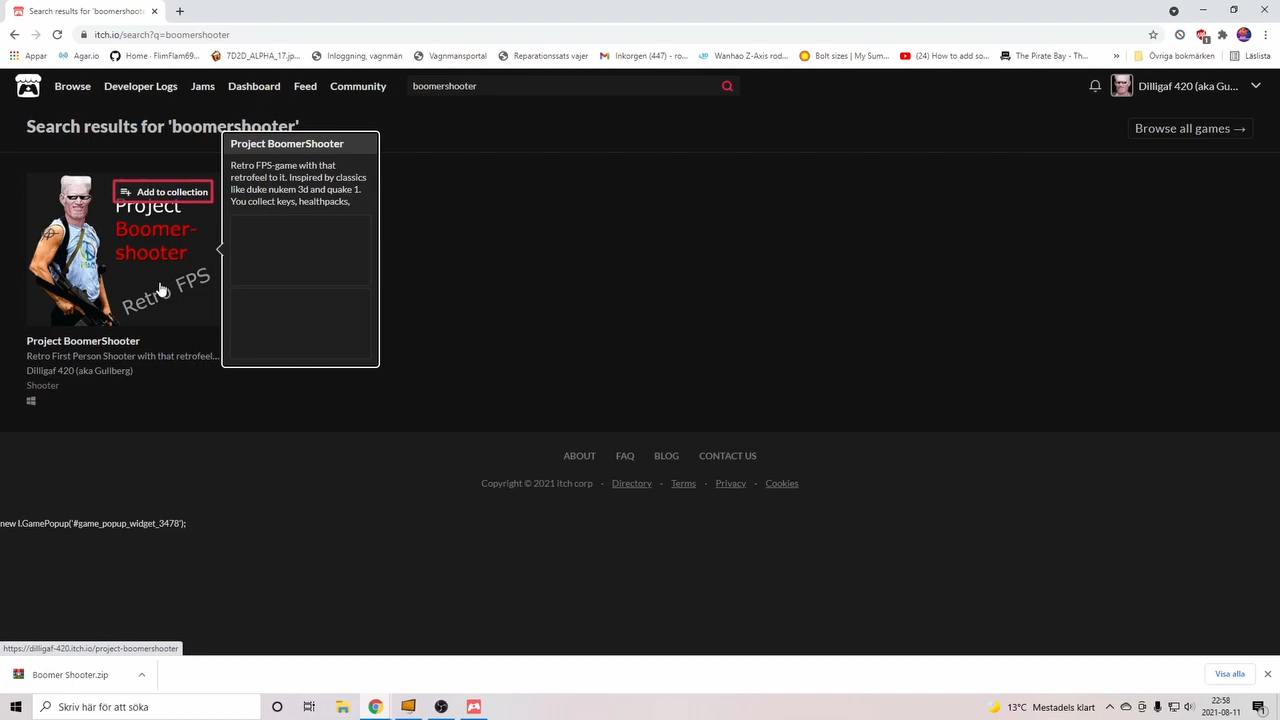 Search results for 'boomershooter
itch.io/search?q=boomershooter
Appar
Agar.io
Home · FlimFlam69...
7D2D_ALPHA_17.jp...
Inloggning, vagnmän
Vagnmansportal
Reparationssats vajer
Inkorgen (447) - ro...
Wanhao Z-Axis rod...
Bolt sizes | My Sum...
(24) How to add so...
The Pirate Bay - Th...
»
Övriga bokmärken
Läslista
Browse
Developer Logs
Jams
Dashboard
Feed
Community
boomershooter
Dilligaf 420 (aka Gu...
Search results for 'boomershooter'
Browse all games →
Project BoomerShooter
Retro FPS-game with that
retrofeel to it. Inspired by classics
like duke nukem 3d and quake 1.
You collect keys, healthpacks,
Add to collection
Project
Boomer-
shooter
Retro FPS
Project BoomerShooter
Retro First Person Shooter with that retrofeel...
Dilligaf 420 (aka Gullberg)
Shooter
ABOUT
FAQ
BLOG
CONTACT US
Copyright © 2021 itch corp · Directory · Terms · Privacy · Cookies
new I.GamePopup('#game_popup_widget_3478');
https://dilligaf-420.itch.io/project-boomershooter
Boomer Shooter.zip
Visa alla
Skriv här för att söka
13°C Mestadels klart
22:58
2021-08-11